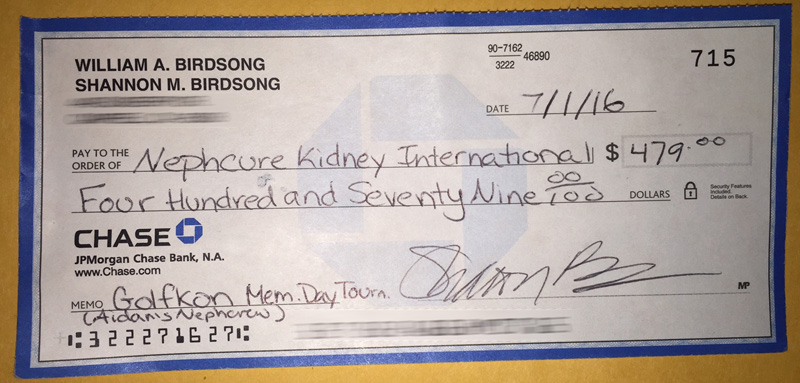 WILLIAM A. BIRDSONG
SHANNON M. BIRDSONG
90-7162
3222
46890
715
DATE 7/1/16
PAY TO THE
ORDER OF Nephcure Kidney International $ 479.00
Four Hundred and Seventy Nine 00/100 DOLLARS
Security Features
Included.
Details on Back.
CHASE
JPMorgan Chase Bank, N.A.
www.Chase.com
MP
MEMO Golfkon Mem. Day Tourn.
(Aidams Nephcrew)
⑆322271627⑆